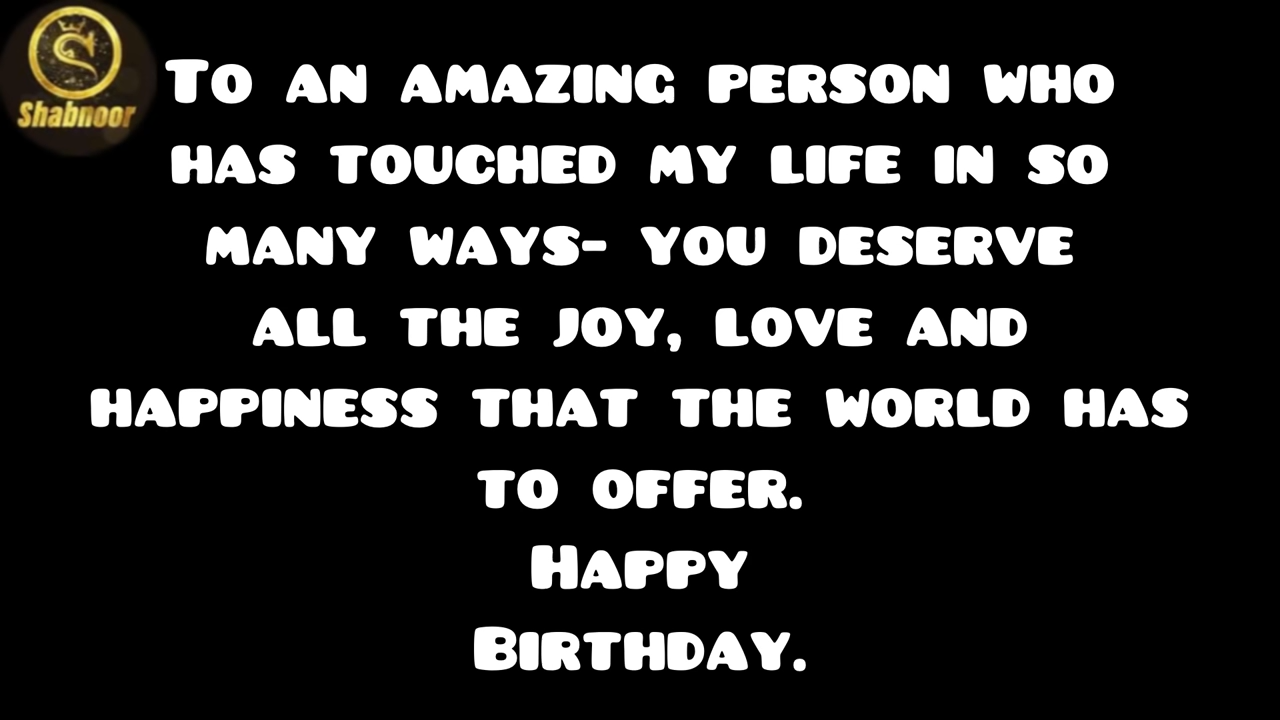 Shabnoor
To an amazing person who
has touched my life in so
many ways- you deserve
all the joy, love and
happiness that the world has
to offer.
Happy
Birthday.